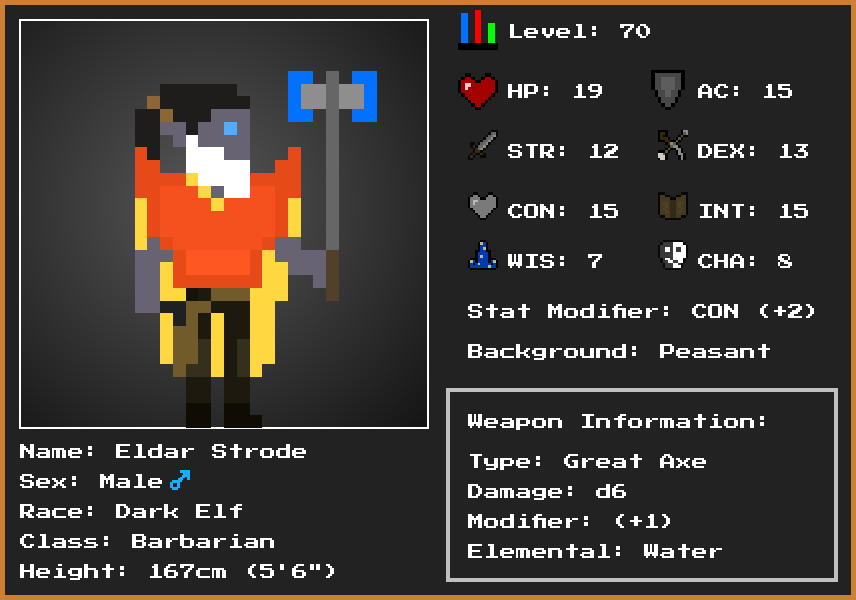 Level: 70
HP: 19
AC: 15
STR: 12
DEX: 13
CON: 15
INT: 15
WIS: 7
CHA: 8
Stat Modifier: CON (+2)
Background: Peasant
Weapon Information:
Type: Great Axe
Damage: d6
Modifier: (+1)
Elemental: Water
Name: Eldar Strode
Sex: Male♂
Race: Dark Elf
Class: Barbarian
Height: 167cm (5'6")